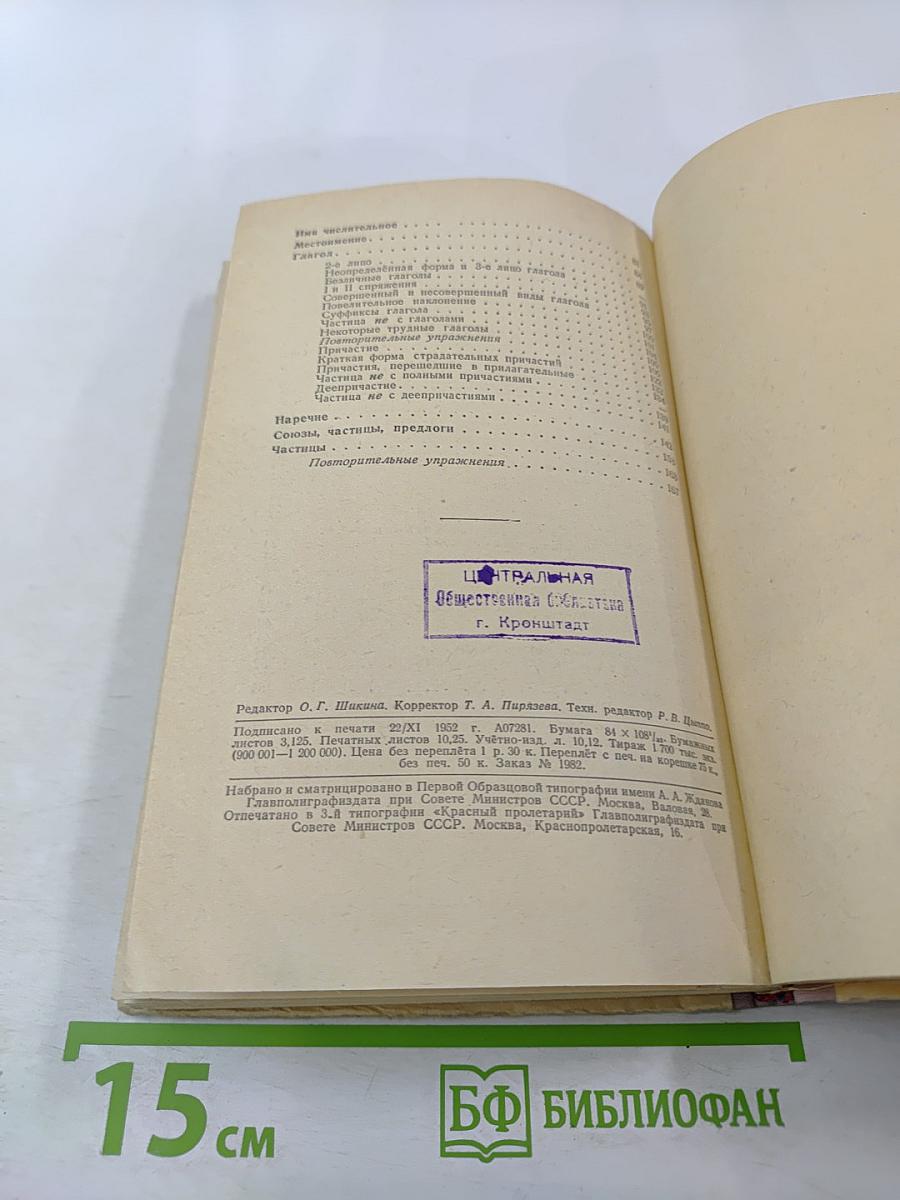 Имя числительное
Местоимение
Глагол
2-е лицо
Неопределённая форма и 3-е лицо глагола
Безличные глаголы
I и II спряжения
Совершенный и несовершенный виды глагола
Повелительное наклонение
Суффиксы глагола
Частица не с глаголами
Некоторые трудные глаголы
Повторительные упражнения
Причастие
Краткая форма страдательных причастий
Причастия, перешедшие в прилагательные
Частица не с полными причастиями
Деепричастие
Частица не с деепричастиями
Наречие
Союзы, частицы, предлоги
Частицы
Повторительные упражнения
ЦЕНТРАЛЬНАЯ
Общественная библиотека
г. Кронштадт
Редактор О. Г. Шикина. Корректор Т. А. Пирязева. Техн. редактор Р. В. Цыппо.
Подписано к печати 22/XI 1952 г. А07281. Бумага 84 × 108¹/₃₂. Бумажных
листов 3,125. Печатных листов 10,25. Учётно-изд. л. 10,12. Тираж 1 700 тыс. экз.
(900 001—1 200 000). Цена без переплёта 1 р. 30 к. Переплёт с печ. на корешке 75 к.,
без печ. 50 к. Заказ № 1982.
Набрано и сматрицировано в Первой Образцовой типографии имени А. А. Жданова
Главполиграфиздата при Совете Министров СССР. Москва, Валовая, 28.
Отпечатано в 3-й типографии «Красный пролетарий» Главполиграфиздата при
Совете Министров СССР. Москва, Краснопролетарская, 16.
15 см
БФ БИБЛИОФАН